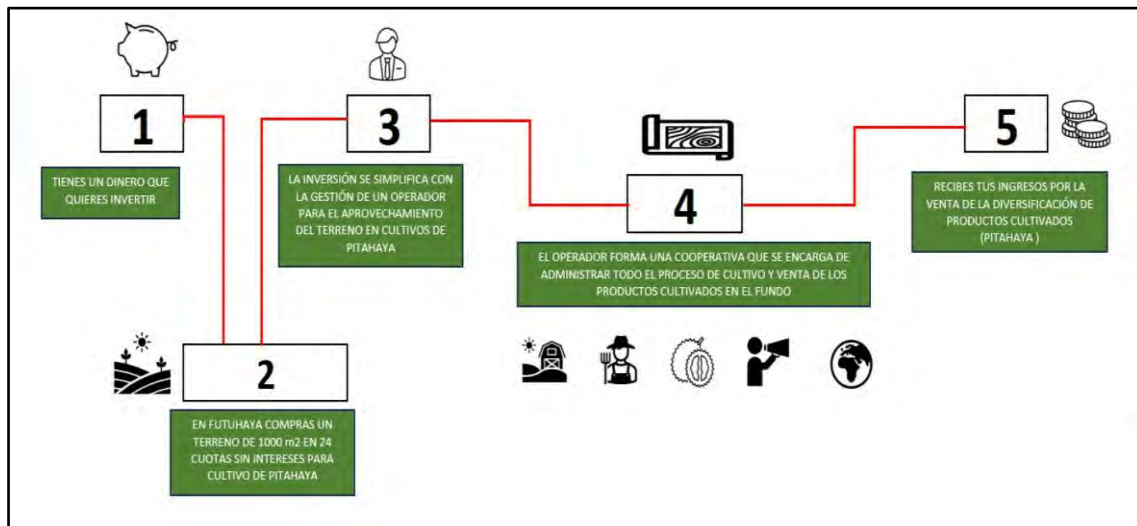 1
TIENES UN DINERO QUE
QUIERES INVERTIR
2
EN FUTUHAYA COMPRAS UN
TERRENO DE 1000 m2 EN 24
CUOTAS SIN INTERESES PARA
CULTIVO DE PITAHAYA
3
LA INVERSIÓN SE SIMPLIFICA CON
LA GESTIÓN DE UN OPERADOR
PARA EL APROVECHAMIENTO
DEL TERRENO EN CULTIVOS DE
PITAHAYA
4
EL OPERADOR FORMA UNA COOPERATIVA QUE SE ENCARGA DE
ADMINISTRAR TODO EL PROCESO DE CULTIVO Y VENTA DE LOS
PRODUCTOS CULTIVADOS EN EL FUNDO
5
RECIBES TUS INGRESOS POR LA
VENTA DE LA DIVERSIFICACIÓN DE
PRODUCTOS CULTIVADOS
(PITAHAYA )